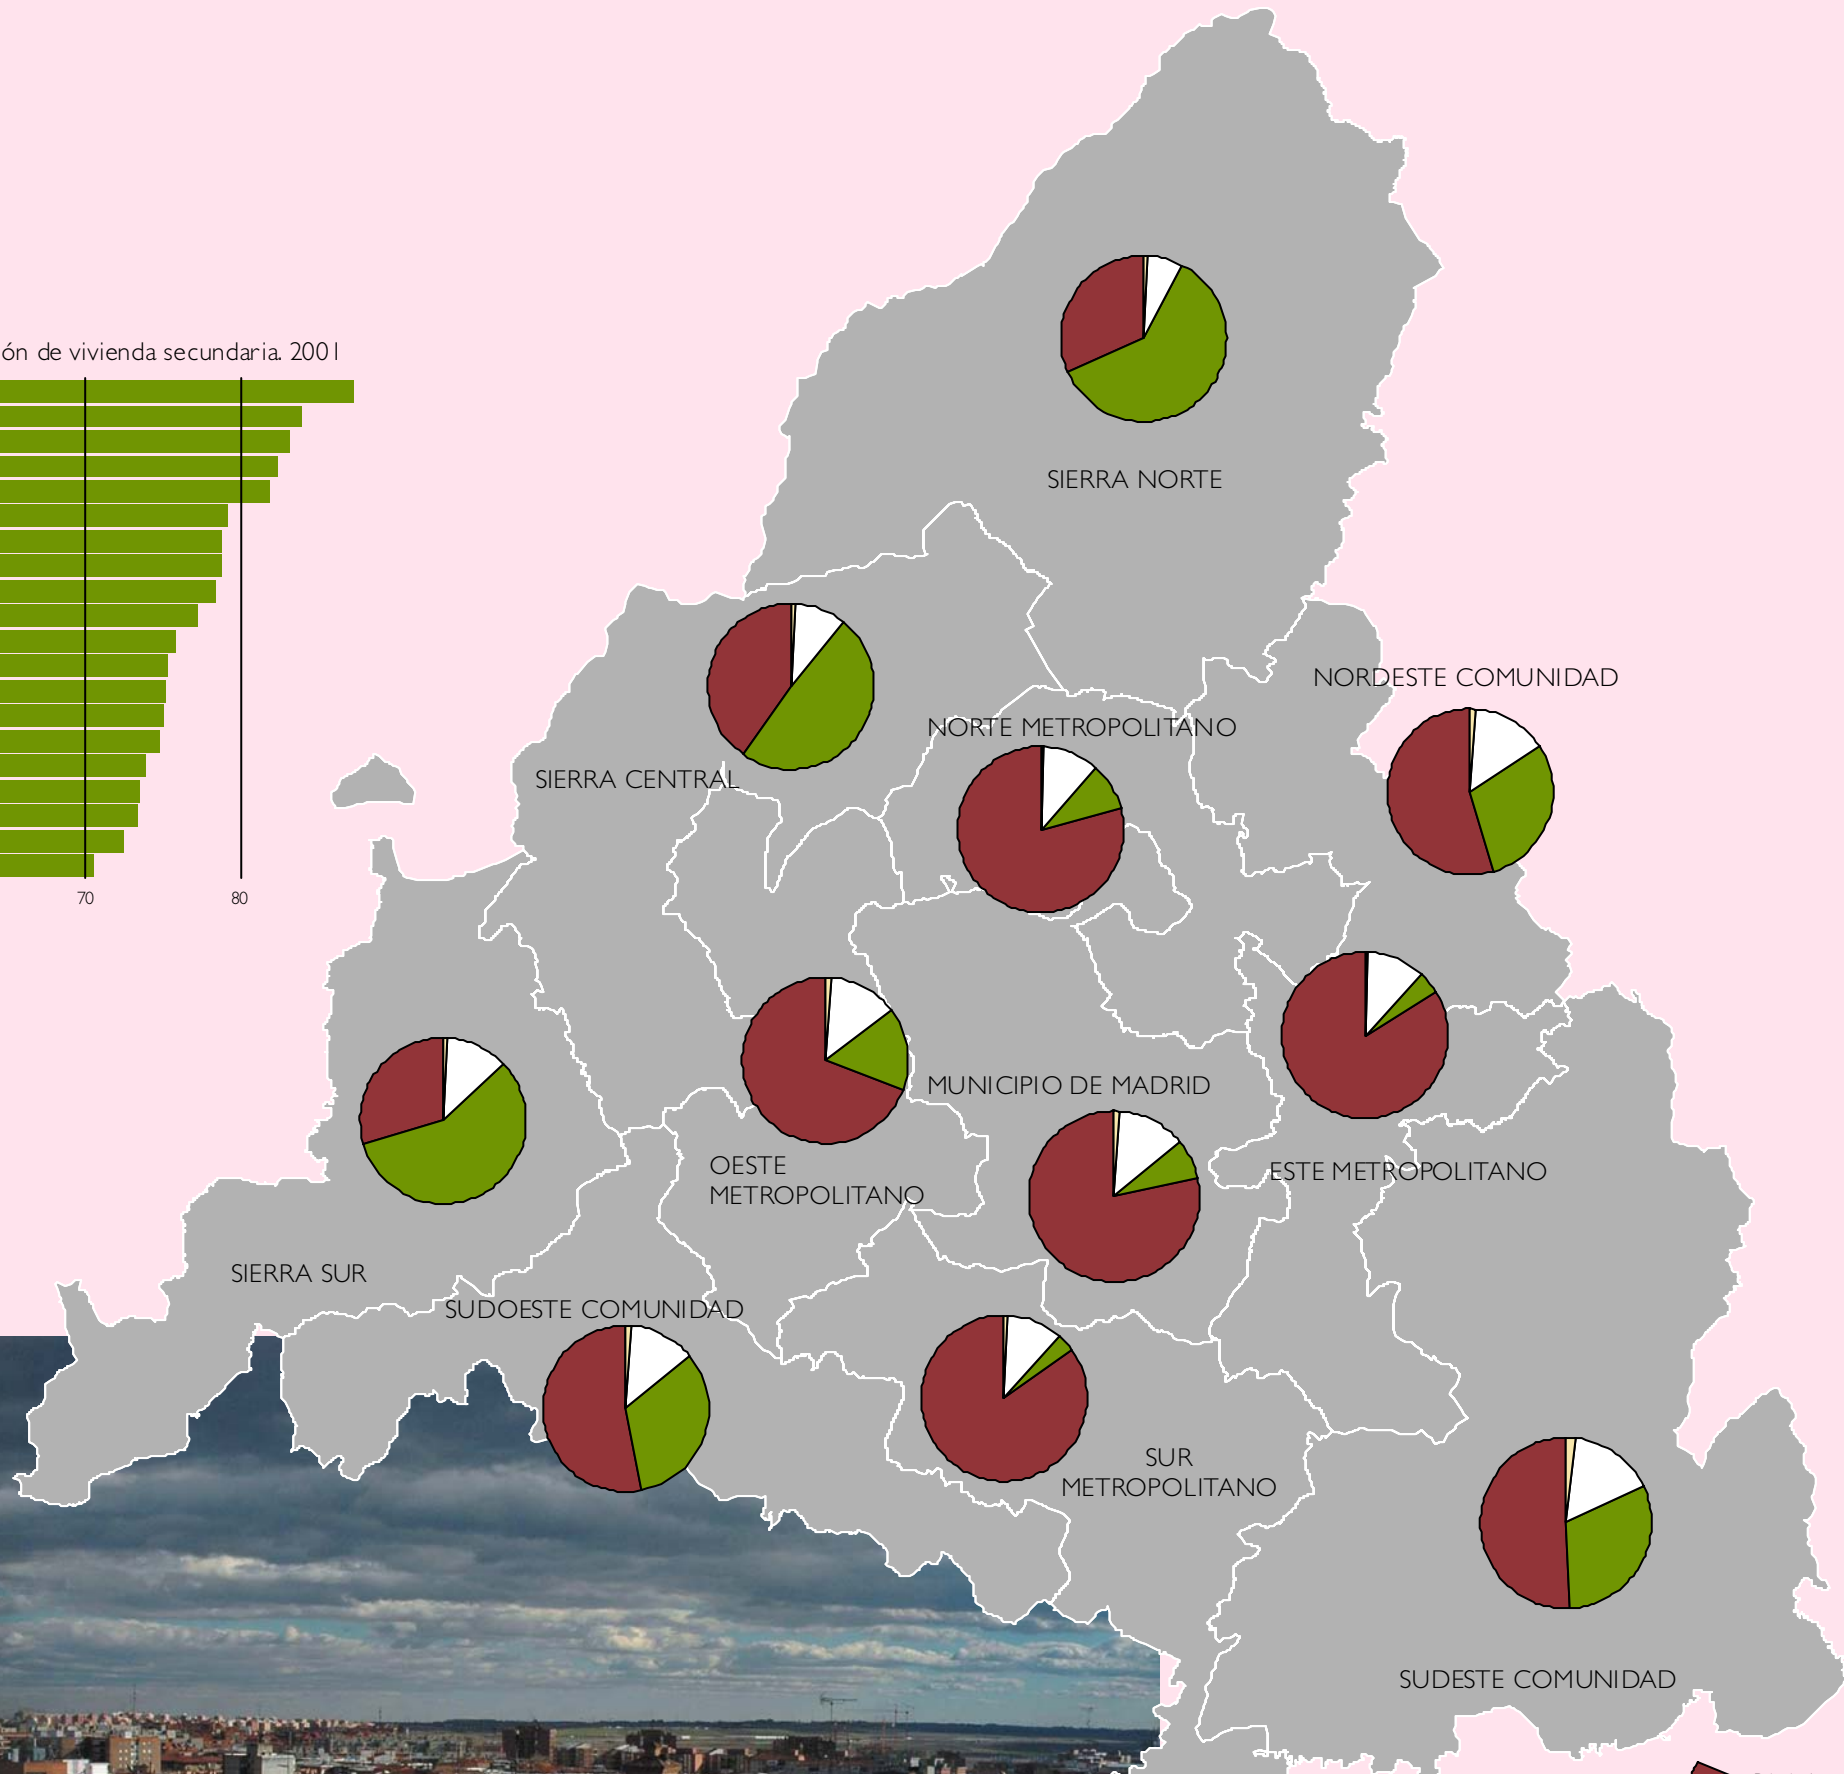 ón de vivienda secundaria. 2001
70
80
SIERRA NORTE
NORDESTE COMUNIDAD
NORTE METROPOLITANO
SIERRA CENTRAL
MUNICIPIO DE MADRID
OESTE
METROPOLITANO
ESTE METROPOLITANO
SIERRA SUR
SUDOESTE COMUNIDAD
SUR
METROPOLITANO
SUDESTE COMUNIDAD